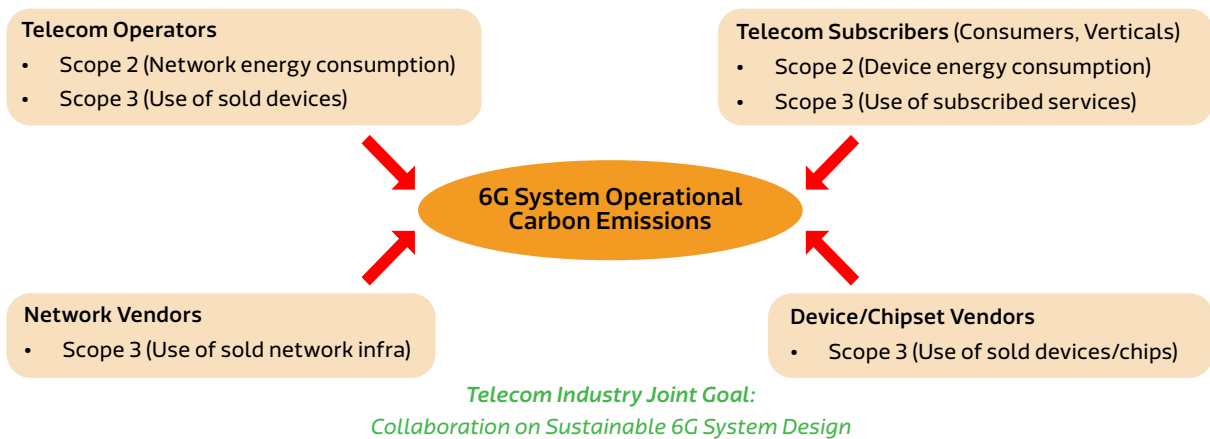 Telecom Operators
• Scope 2 (Network energy consumption)
• Scope 3 (Use of sold devices)
Telecom Subscribers (Consumers, Verticals)
• Scope 2 (Device energy consumption)
• Scope 3 (Use of subscribed services)
6G System Operational
Carbon Emissions
Network Vendors
• Scope 3 (Use of sold network infra)
Device/Chipset Vendors
• Scope 3 (Use of sold devices/chips)
Telecom Industry Joint Goal:
Collaboration on Sustainable 6G System Design